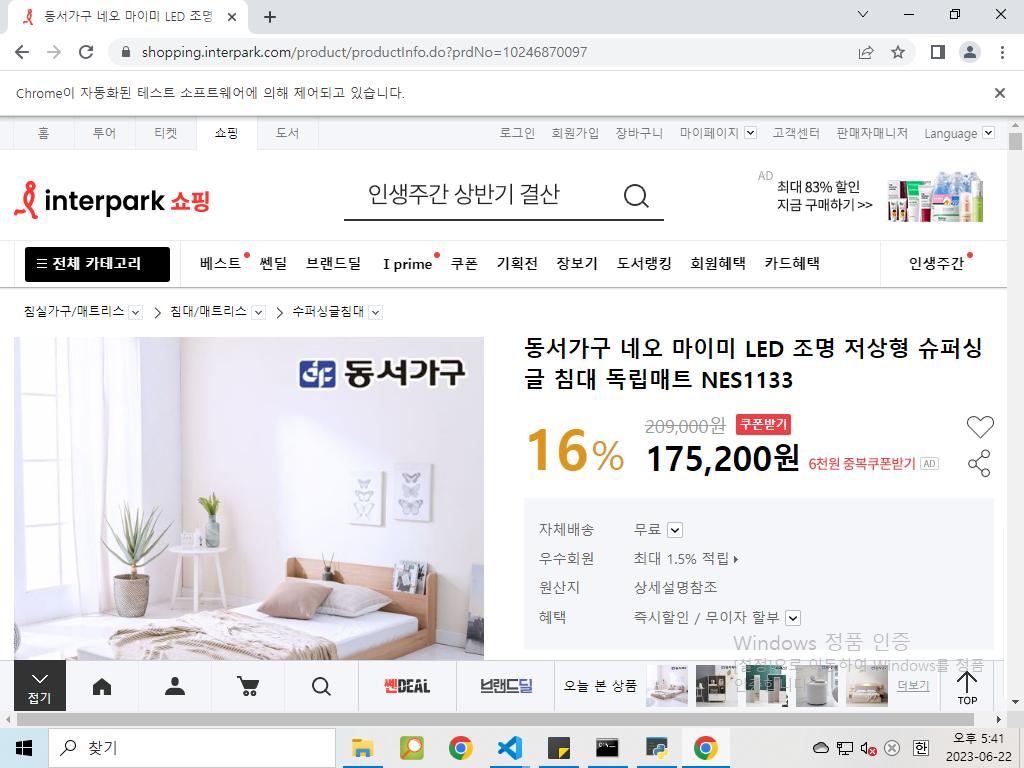 동서가구 네오 마이미 LED 조명
shopping.interpark.com/product/productInfo.do?prdNo=10246870097
Chrome이 자동화된 테스트 소프트웨어에 의해 제어되고 있습니다.
홈 투어 티켓 쇼핑 도서 로그인 회원가입 장바구니 마이페이지 고객센터 판매자매니저 Language
interpark 쇼핑
인생주간 상반기 결산
AD
최대 83% 할인
지금 구매하기 >>
전체 카테고리 베스트 쎈딜 브랜드딜 I prime 쿠폰 기획전 장보기 도서랭킹 회원혜택 카드혜택 인생주간
침실가구/매트리스 침대/매트리스 수퍼싱글침대
동서가구
동서가구 네오 마이미 LED 조명 저상형 슈퍼싱
글 침대 독립매트 NES1133
16% 209,000원 쿠폰받기
175,200원 6천원 중복쿠폰받기 AD
자체배송 무료
우수회원 최대 1.5% 적립
원산지 상세설명참조
혜택 즉시할인 / 무이자 할부
Windows 정품 인증
[설정]으로 이동하여 Windows를 정품
접기
쎈DEAL
브랜드딜
오늘 본 상품
더보기
TOP
찾기
한
오후 5:41
2023-06-22